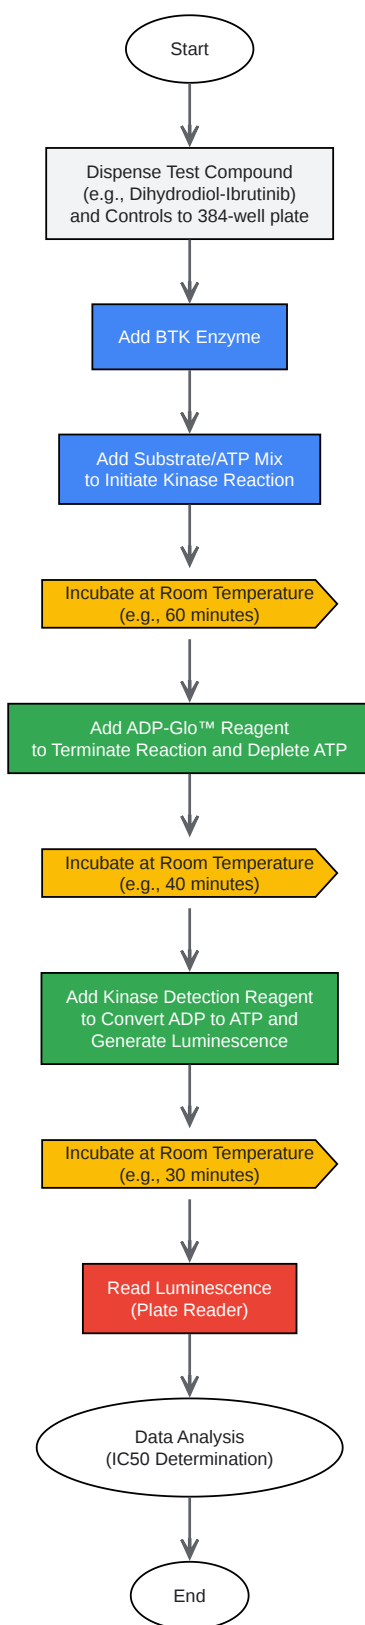 Start
Dispense Test Compound
(e.g., Dihydrodiol-Ibrutinib)
and Controls to 384-well plate
Add BTK Enzyme
Add Substrate/ATP Mix
to Initiate Kinase Reaction
Incubate at Room Temperature
(e.g., 60 minutes)
Add ADP-Glo™ Reagent
to Terminate Reaction and Deplete ATP
Incubate at Room Temperature
(e.g., 40 minutes)
Add Kinase Detection Reagent
to Convert ADP to ATP and
Generate Luminescence
Incubate at Room Temperature
(e.g., 30 minutes)
Read Luminescence
(Plate Reader)
Data Analysis
(IC50 Determination)
End